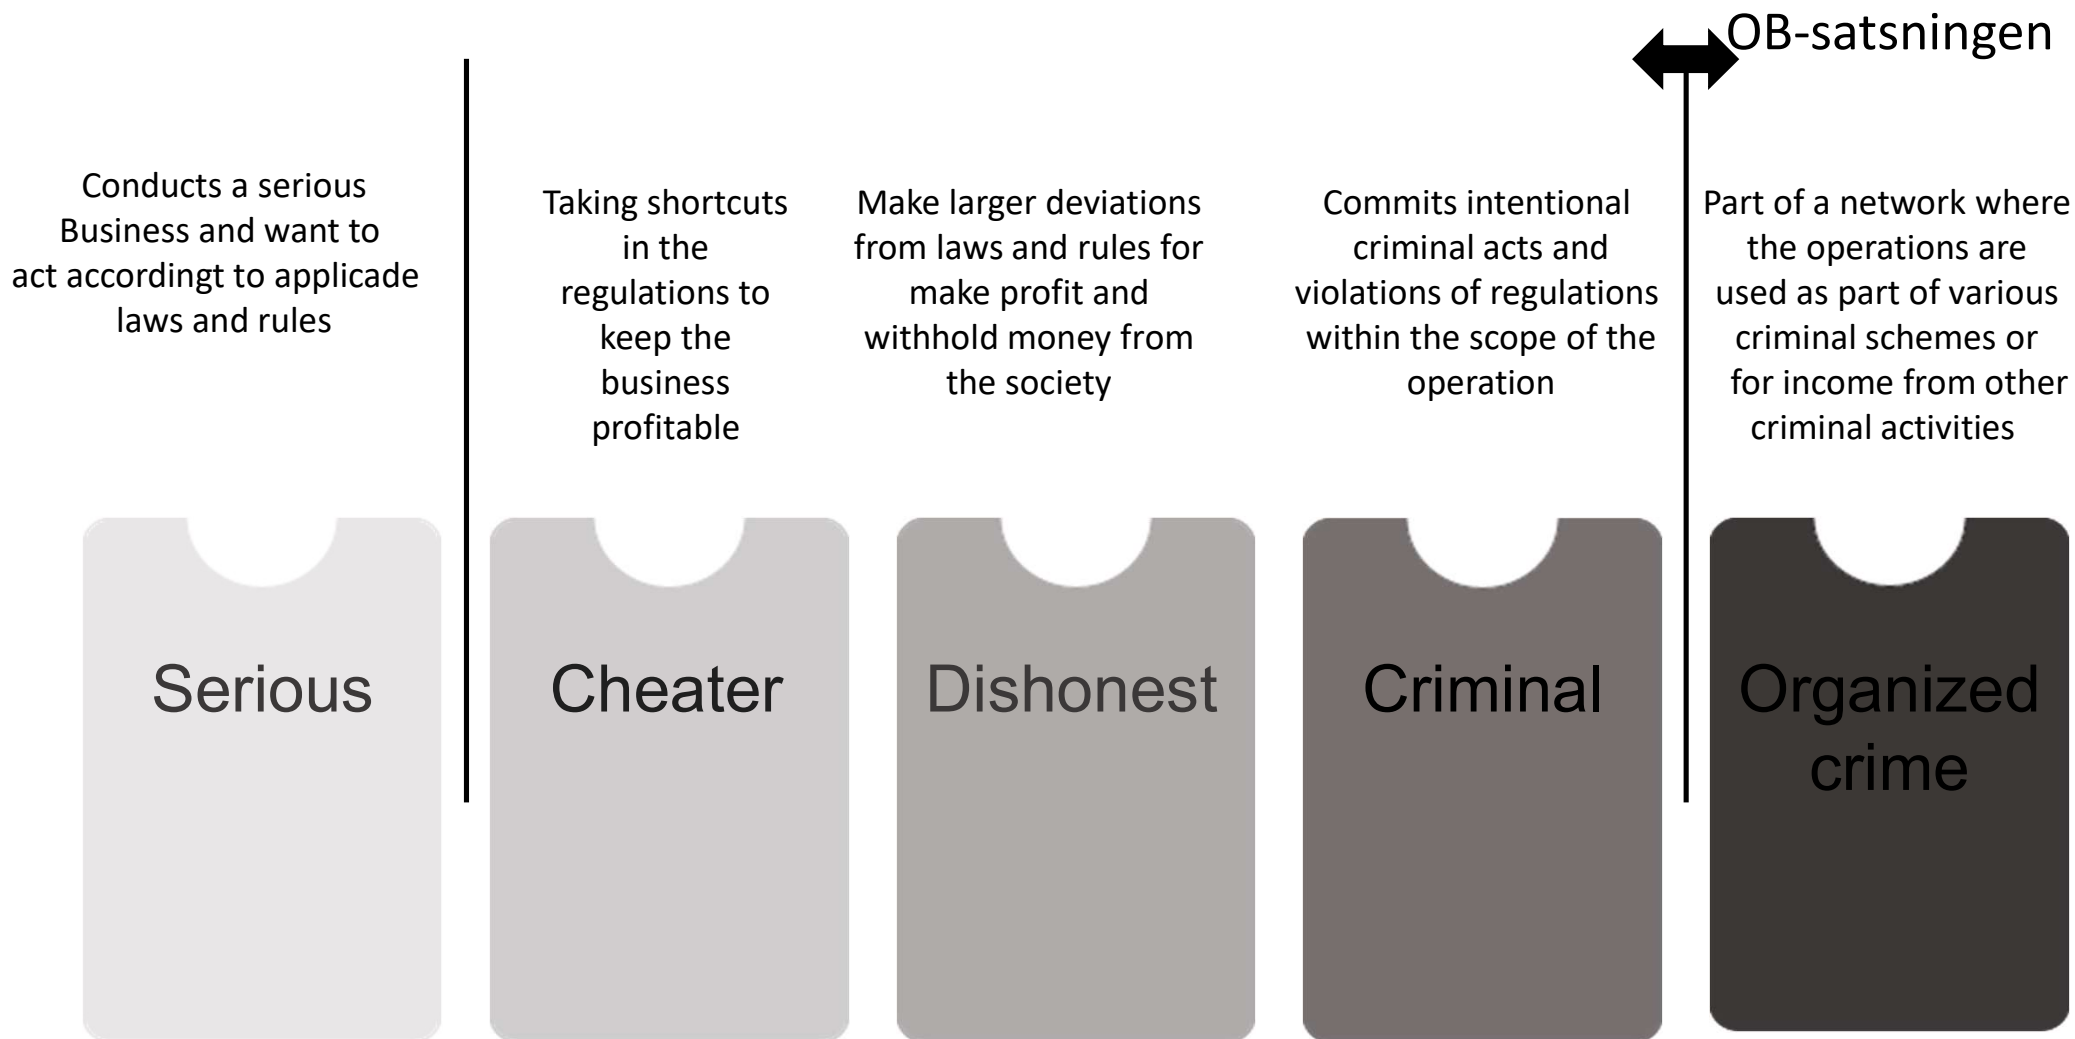 OB-satsningen
Conducts a serious
Business and want to
act accordingt to applicade
laws and rules
Taking shortcuts
in the
regulations to
keep the
business
profitable
Make larger deviations
from laws and rules for
make profit and
withhold money from
the society
Commits intentional
criminal acts and
violations of regulations
within the scope of the
operation
Part of a network where
the operations are
used as part of various
criminal schemes or
for income from other
criminal activities
Serious
Cheater
Dishonest
Criminal
Organized
crime